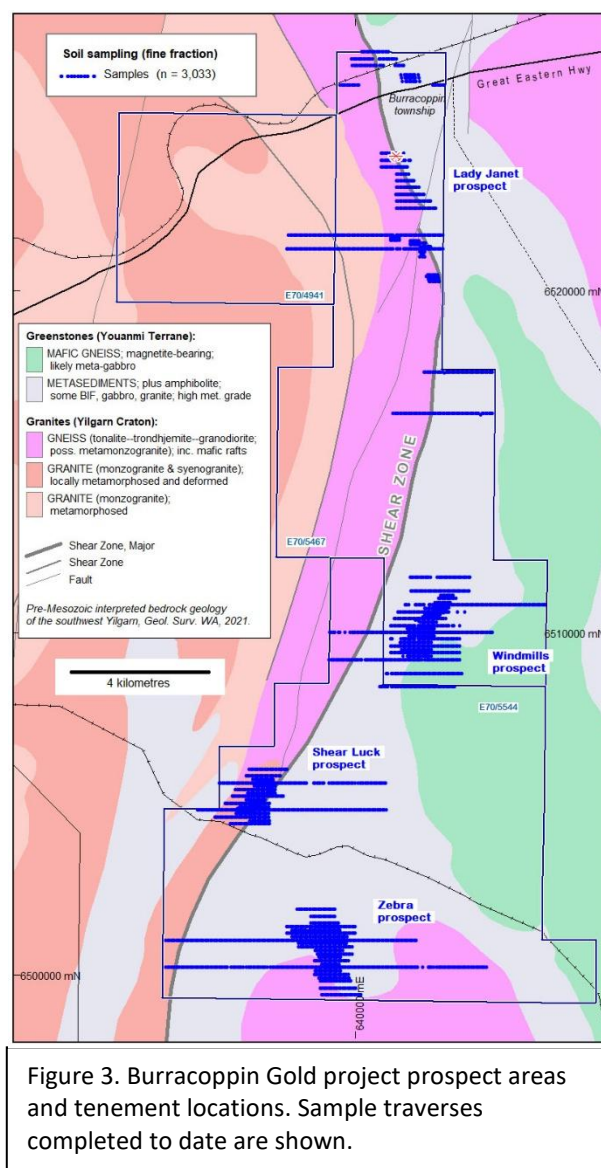 Soil sampling (fine fraction)
Samples (n = 3,033)
Great Eastern Hwy
Burracoppin
township
Lady Janet
prospect
E70/4941
6520000 mN
Greenstones (Youanmi Terrane):
MAFIC GNEISS; magnetite-bearing;
likely meta-gabbro
METASEDIMENTS; plus amphibolite;
some BIF, gabbro, granite; high met. grade
Granites (Yilgarn Craton):
GNEISS (tonalite--trondhjemite--granodiorite;
poss. metamonzogranite); inc. mafic rafts
GRANITE (monzogranite & syenogranite);
locally metamorphosed and deformed
GRANITE (monzogranite);
metamorphosed
Shear Zone, Major
Shear Zone
Fault
Pre-Mesozoic interpreted bedrock geology
of the southwest Yilgarn, Geol. Surv. WA, 2021.
SHEAR ZONE
E70/5467
6510000 mN
4 kilometres
Windmills
prospect
E70/5544
Shear Luck
prospect
Zebra
prospect
6500000 mN
640000 mE
Figure 3. Burracoppin Gold project prospect areas
and tenement locations. Sample traverses
completed to date are shown.